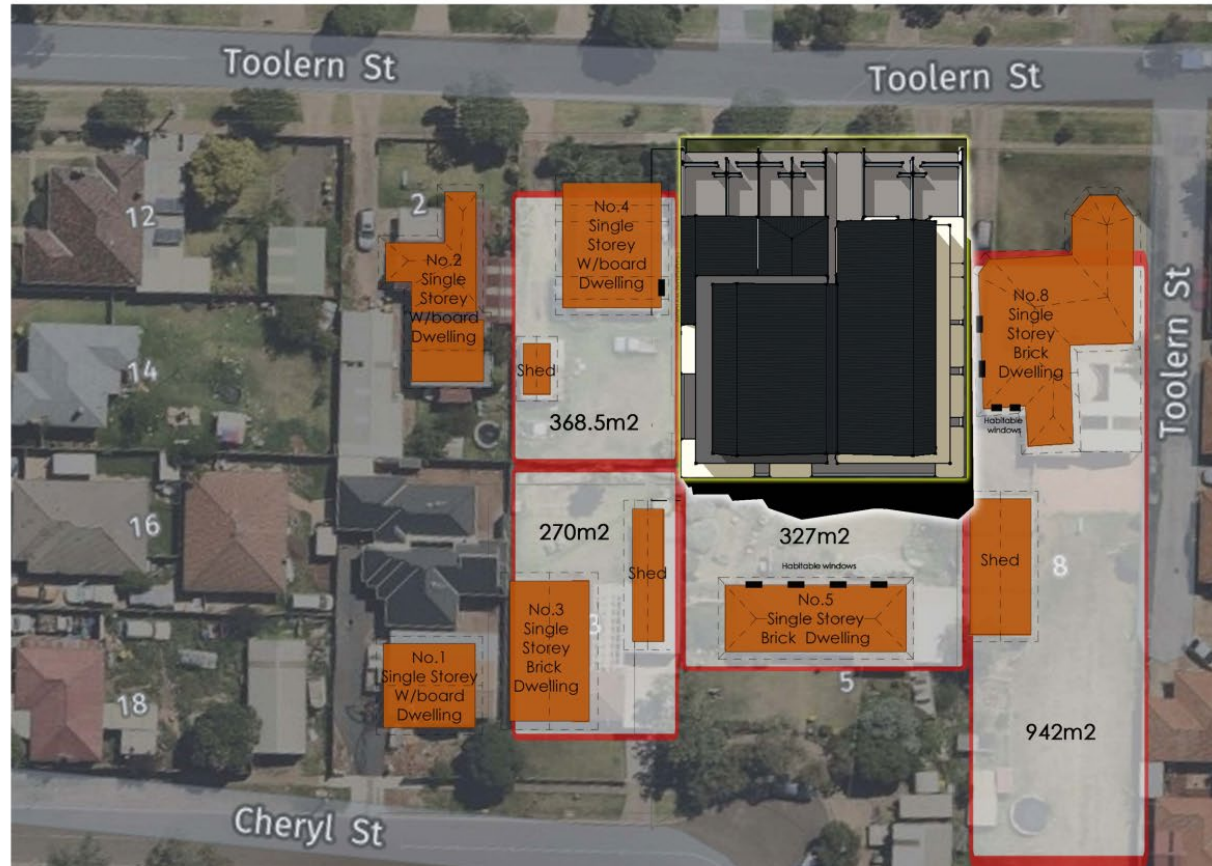 Toolern St
Toolern St
12
2
No.4
Single
Storey
W/board
Dwelling
No.2
Single
Storey
W/board
Dwelling
No.8
Single
Storey
Brick
Dwelling
Toolern St
14
Shed
368.5m2
Habitable
windows
16
270m2
327m2
Shed
Shed
8
Habitable windows
No.5
Single Storey
Brick Dwelling
No.3
Single
Storey
Brick
Dwelling
3
No.1
Single Storey
W/board
Dwelling
18
5
942m2
Cheryl St